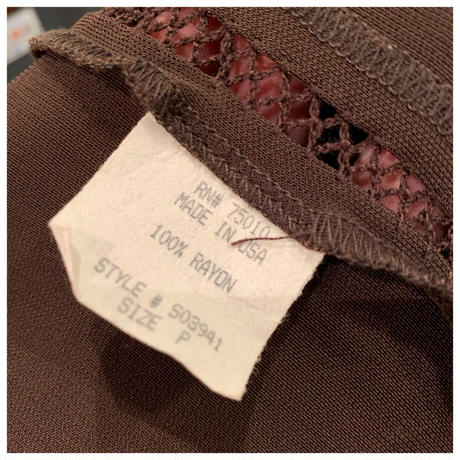 RN# 75010
MADE IN USA
100% RAYON
STYLE # S03941
SIZE P